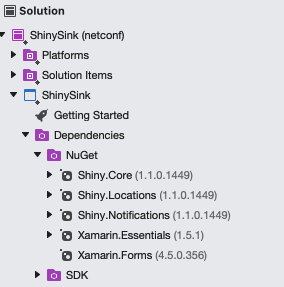 Solution
ShinySink (netconf)
Platforms
Solution Items
ShinySink
Getting Started
Dependencies
NuGet
Shiny.Core (1.1.0.1449)
Shiny.Locations (1.1.0.1449)
Shiny.Notifications (1.1.0.1449)
Xamarin.Essentials (1.5.1)
Xamarin.Forms (4.5.0.356)
SDK